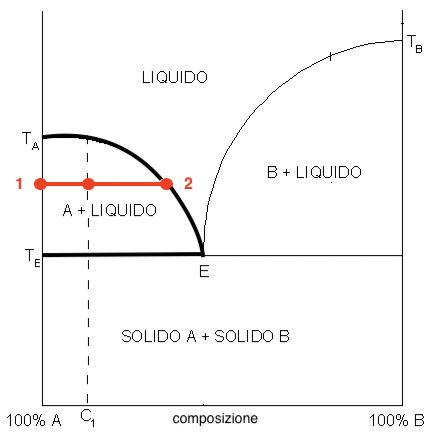 T_B
LIQUIDO
T_A
B + LIQUIDO
1
2
A + LIQUIDO
T_E
E
SOLIDO A + SOLIDO B
100% A
C_1
composizione
100% B